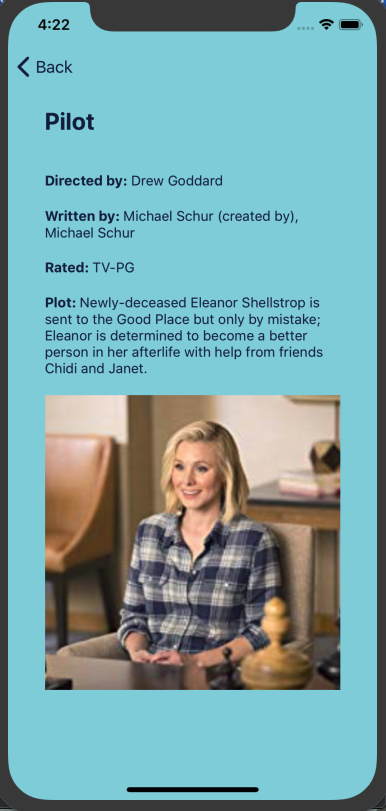 4:22
Back
Pilot
Directed by: Drew Goddard
Written by: Michael Schur (created by),
Michael Schur
Rated: TV-PG
Plot: Newly-deceased Eleanor Shellstrop is
sent to the Good Place but only by mistake;
Eleanor is determined to become a better
person in her afterlife with help from friends
Chidi and Janet.